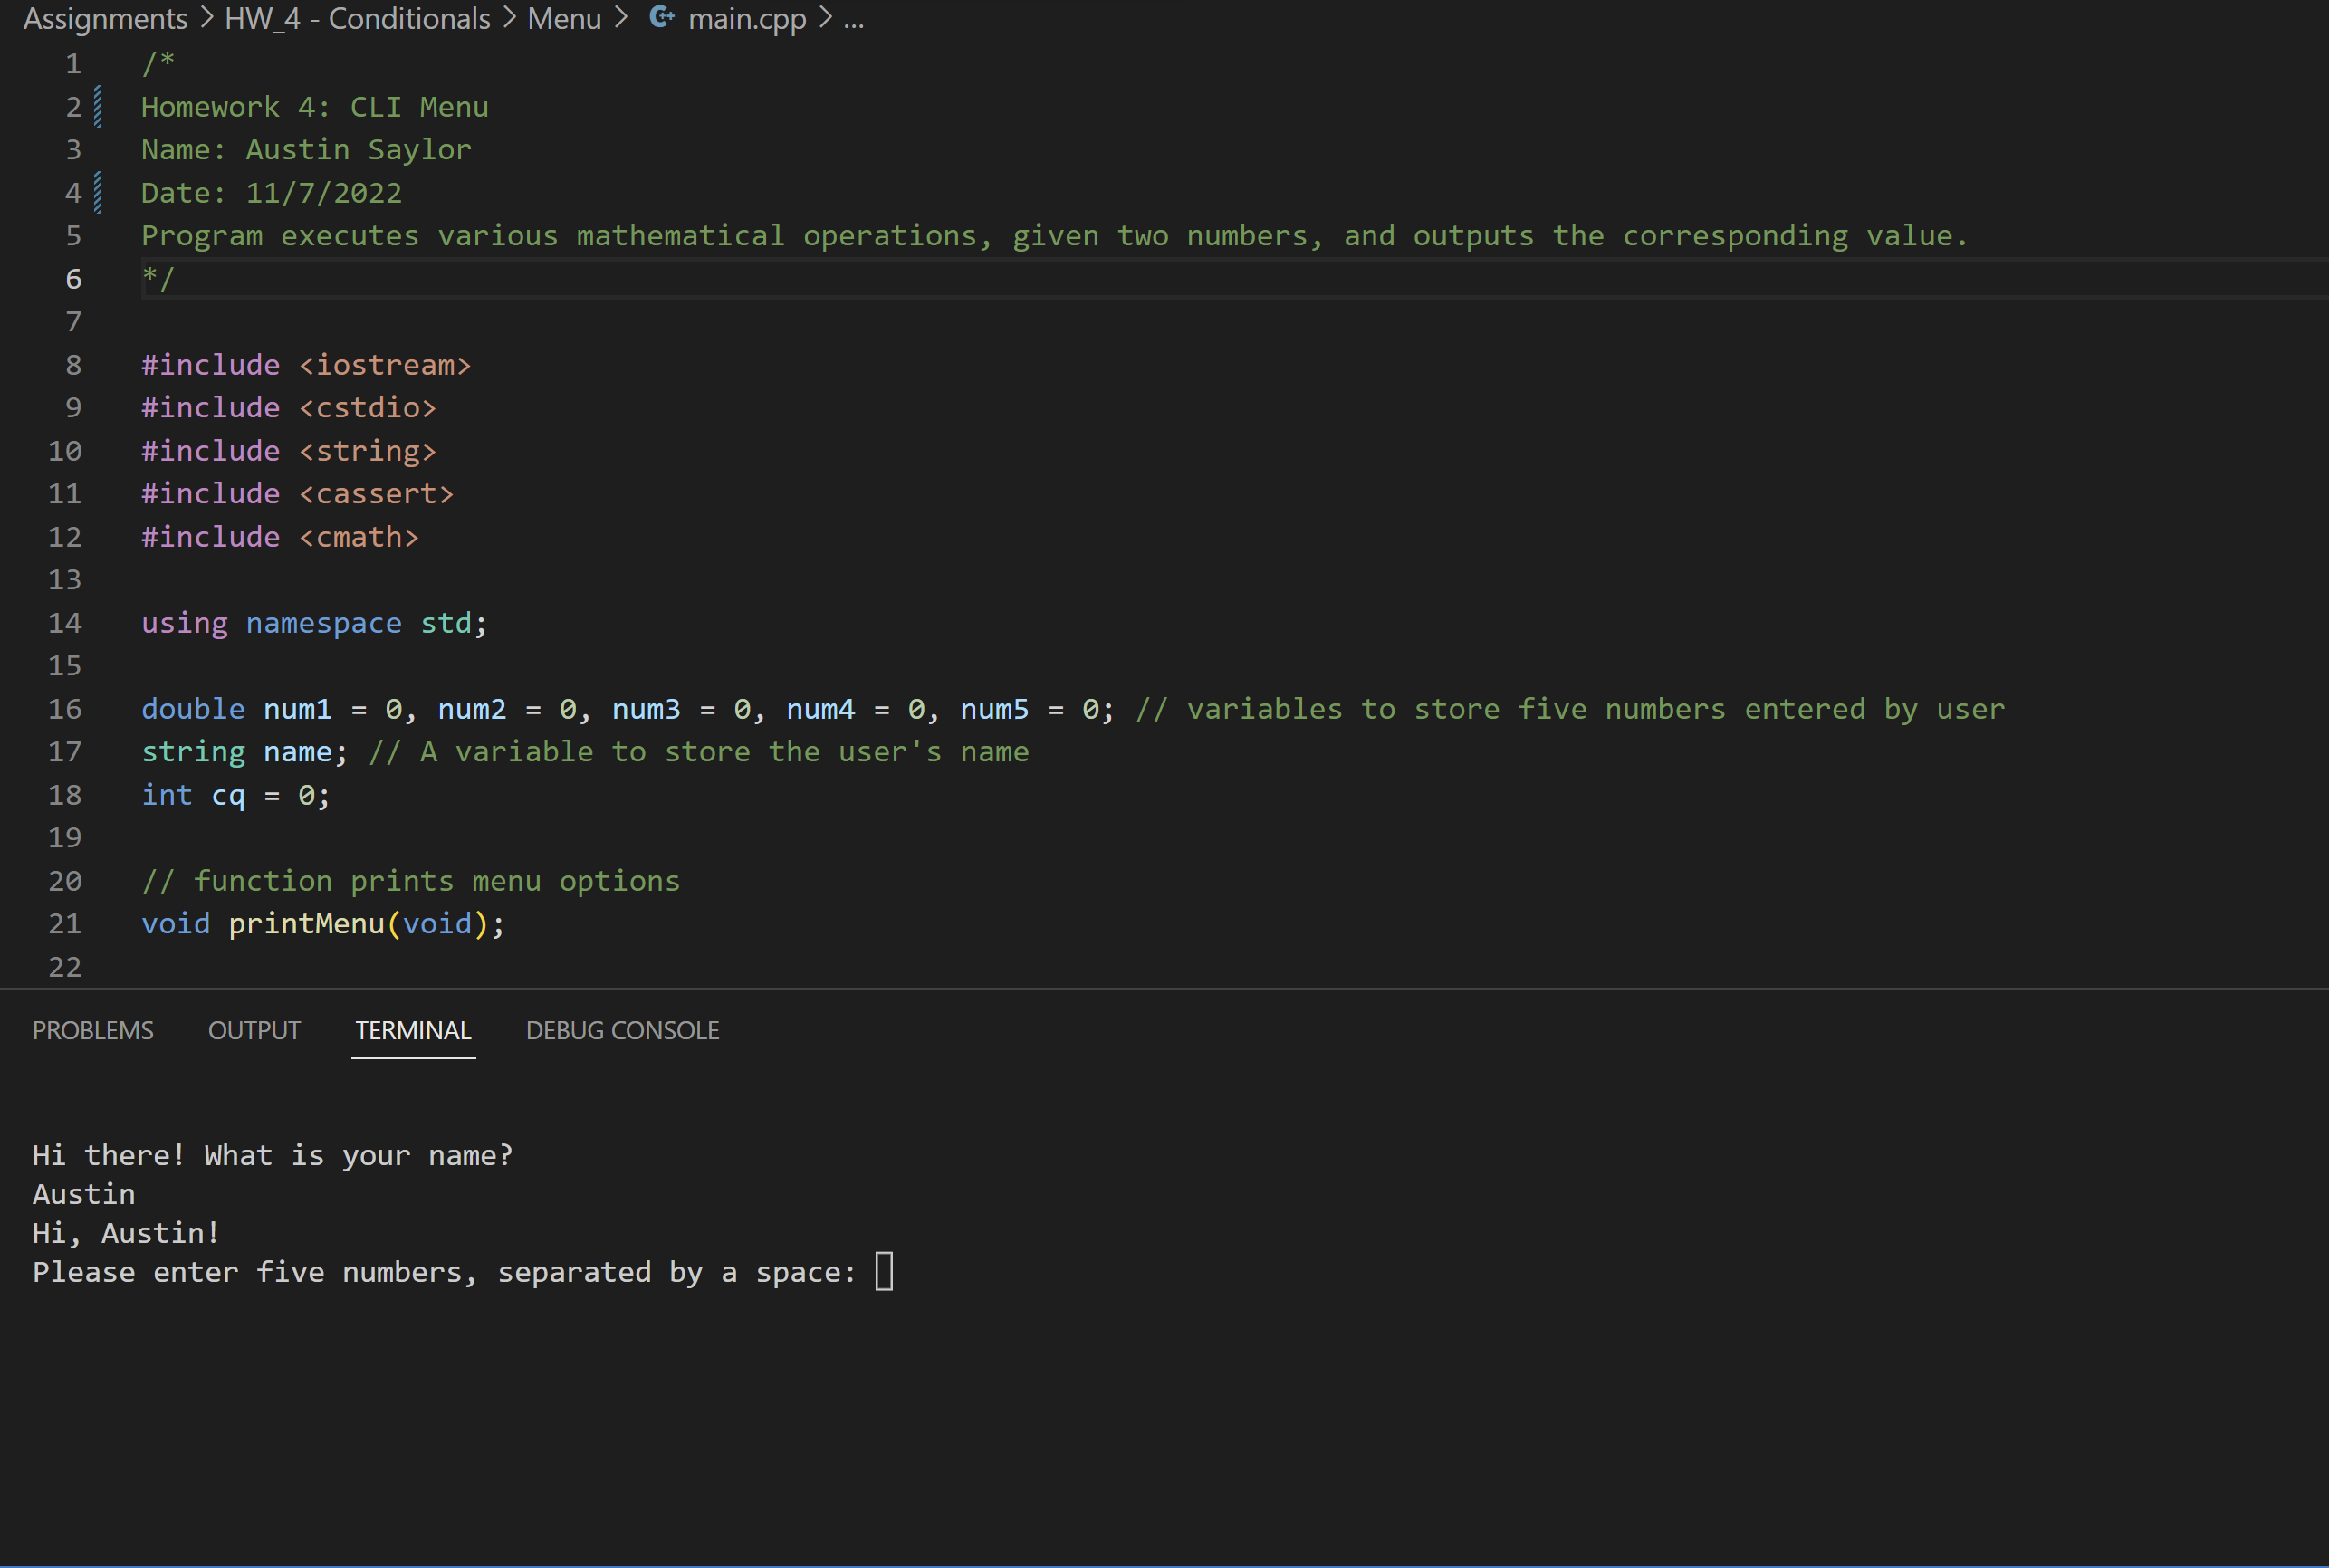 Assignments > HW_4 - Conditionals > Menu > main.cpp > ...
1 /*
2 Homework 4: CLI Menu
3 Name: Austin Saylor
4 Date: 11/7/2022
5 Program executes various mathematical operations, given two numbers, and outputs the corresponding value.
6 */
7
8 #include <iostream>
9 #include <cstdio>
10 #include <string>
11 #include <cassert>
12 #include <cmath>
13
14 using namespace std;
15
16 double num1 = 0, num2 = 0, num3 = 0, num4 = 0, num5 = 0; // variables to store five numbers entered by user
17 string name; // A variable to store the user's name
18 int cq = 0;
19
20 // function prints menu options
21 void printMenu(void);
22
PROBLEMS OUTPUT TERMINAL DEBUG CONSOLE
Hi there! What is your name?
Austin
Hi, Austin!
Please enter five numbers, separated by a space: